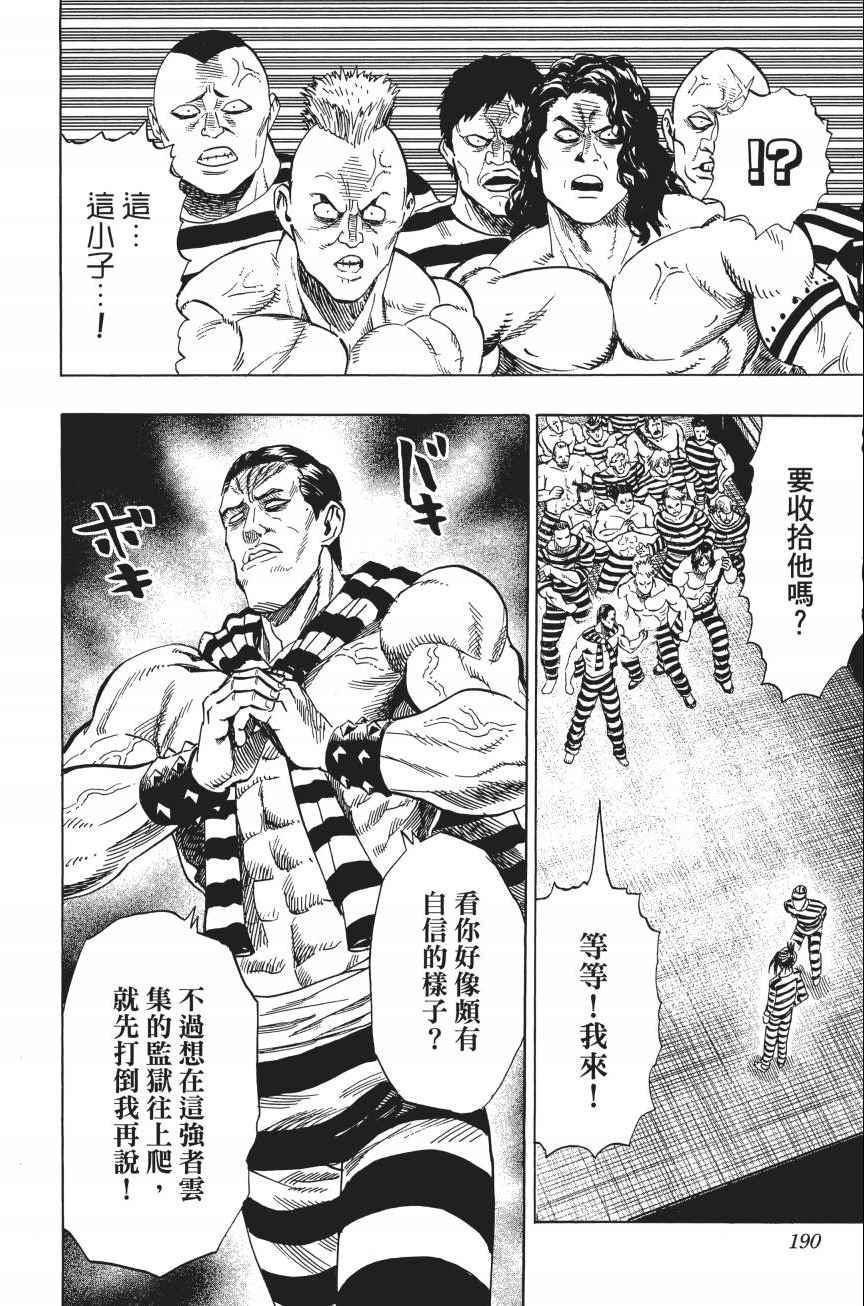 !?
這…
這小子…!
要收拾他嗎?
等等!我來!
バキ
ボキ
看你好像頗有
自信的樣子?
不過想在這強者雲
集的監獄往上爬,
就先打倒我再說!
190